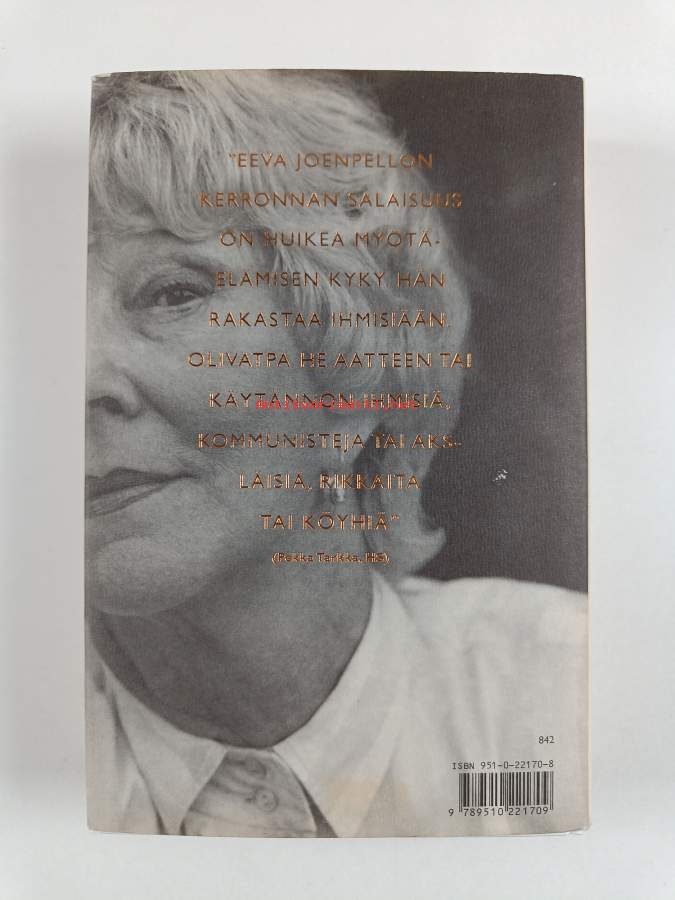 "EEVA JOENPELLON
KERRONNAN SALAISUUS
ON HUIKEA MYÖTÄ-
ELÄMISEN KYKY. HÄN
RAKASTAA IHMISIÄÄN,
OLIVATPA HE AATTEEN TAI
KÄYTÄNNÖN IHMISIÄ,
KOMMUNISTEJA TAI AKS-
LÄISIÄ, RIKKAITA
TAI KÖYHIÄ"
(Pekka Tarkka, HS)
842
ISBN 951-0-22170-8
9 789510 221709